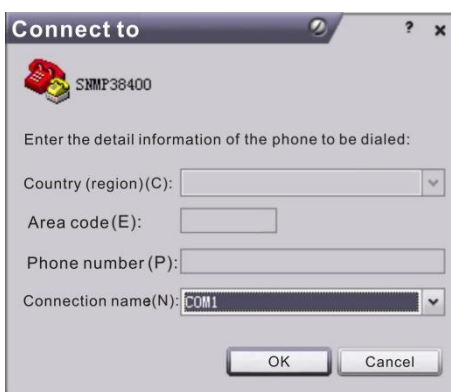 Connect to
? x
SNMP38400
Enter the detail information of the phone to be dialed:
Country (region)(C):
Area code(E):
Phone number(P):
Connection name(N): COM1
OK Cancel